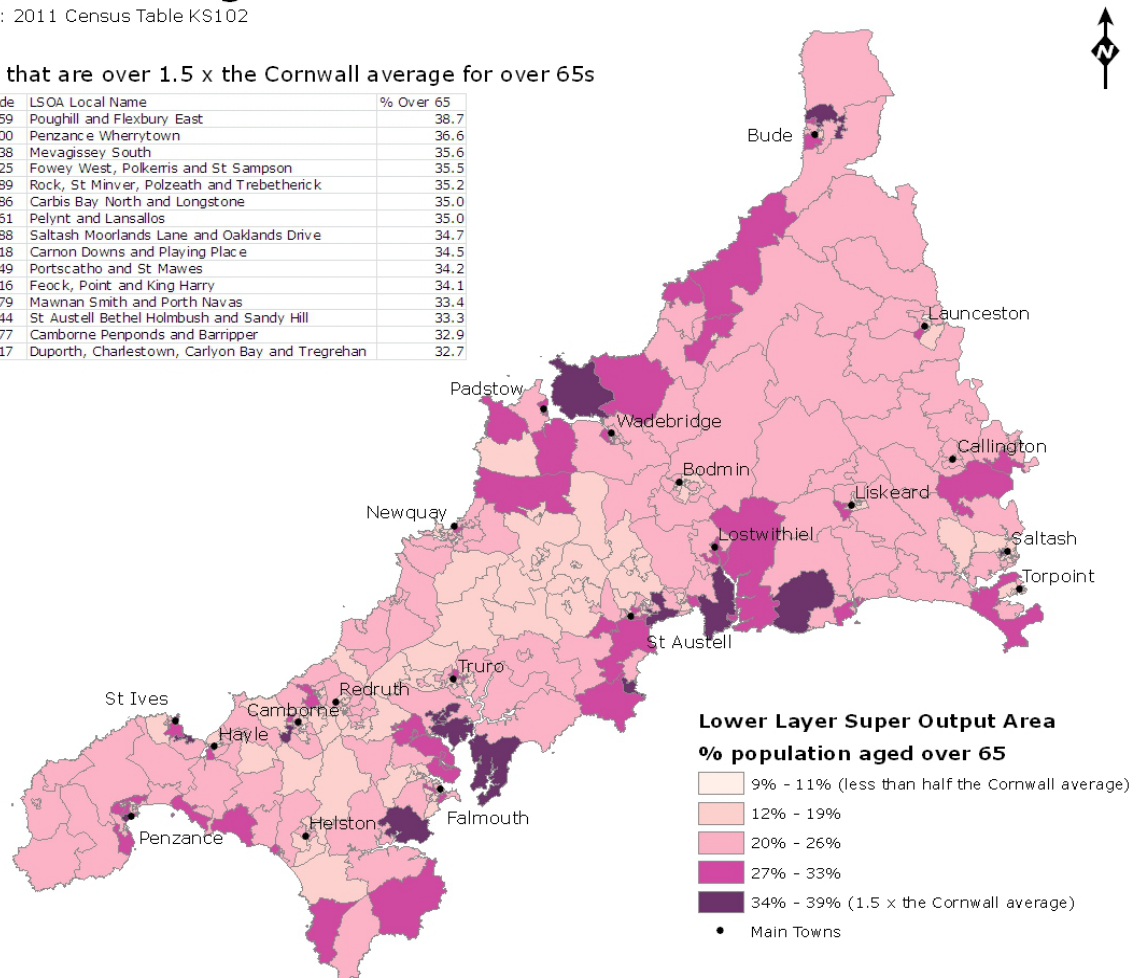 : 2011 Census Table KS102
that are over 1.5 x the Cornwall average for over 65s
de LSOA Local Name % Over 65
59 Poughill and Flexbury East 38.7
00 Penzance Wherrytown 36.6
38 Mevagissey South 35.6
25 Fowey West, Polkerris and St Sampson 35.5
89 Rock, St Minver, Polzeath and Trebetherick 35.2
86 Carbis Bay North and Longstone 35.0
61 Pelynt and Lansallos 35.0
88 Saltash Moorlands Lane and Oaklands Drive 34.7
18 Carnon Downs and Playing Place 34.5
49 Portscatho and St Mawes 34.2
16 Feock, Point and King Harry 34.1
79 Mawnan Smith and Porth Navas 33.4
44 St Austell Bethel Holmbush and Sandy Hill 33.3
77 Camborne Penponds and Barripper 32.9
17 Duporth, Charlestown, Carlyon Bay and Tregrehan 32.7
N
Bude
Launceston
Padstow
Wadebridge
Callington
Bodmin
Liskeard
Newquay
Lostwithiel
Saltash
Torpoint
St Austell
Truro
Redruth
St Ives
Camborne
Hayle
Falmouth
Helston
Penzance
Lower Layer Super Output Area
% population aged over 65
9% - 11% (less than half the Cornwall average)
12% - 19%
20% - 26%
27% - 33%
34% - 39% (1.5 x the Cornwall average)
Main Towns